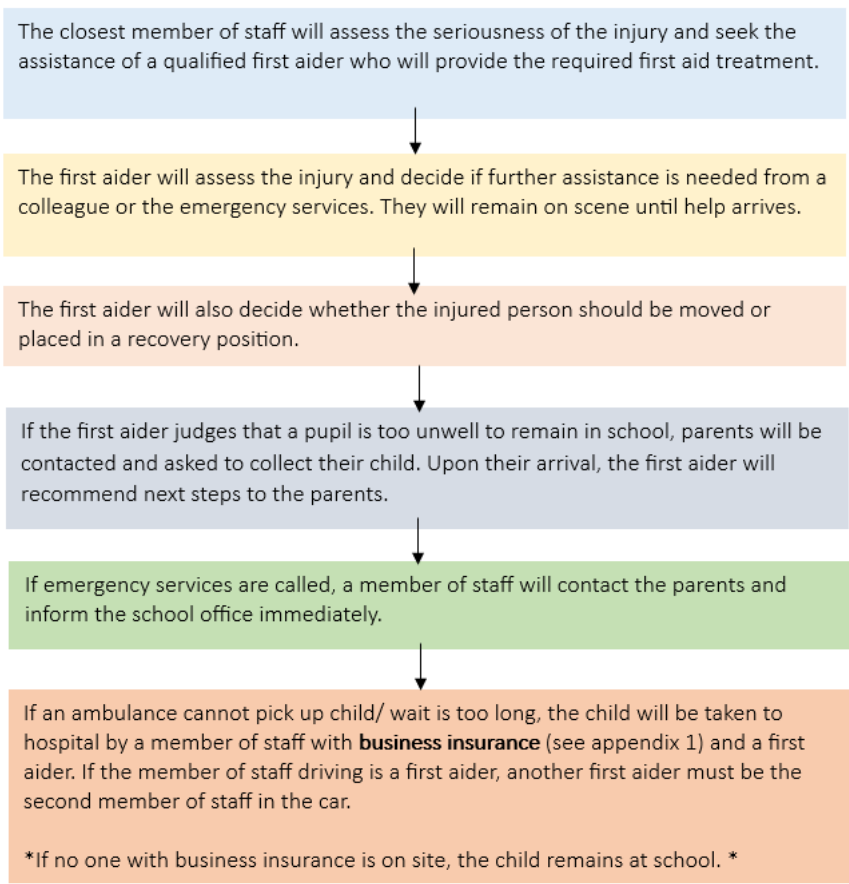 The closest member of staff will assess the seriousness of the injury and seek the
assistance of a qualified first aider who will provide the required first aid treatment.
The first aider will assess the injury and decide if further assistance is needed from a
colleague or the emergency services. They will remain on scene until help arrives.
The first aider will also decide whether the injured person should be moved or
placed in a recovery position.
If the first aider judges that a pupil is too unwell to remain in school, parents will be
contacted and asked to collect their child. Upon their arrival, the first aider will
recommend next steps to the parents.
If emergency services are called, a member of staff will contact the parents and
inform the school office immediately.
If an ambulance cannot pick up child/ wait is too long, the child will be taken to
hospital by a member of staff with business insurance (see appendix 1) and a first
aider. If the member of staff driving is a first aider, another first aider must be the
second member of staff in the car.
*If no one with business insurance is on site, the child remains at school. *